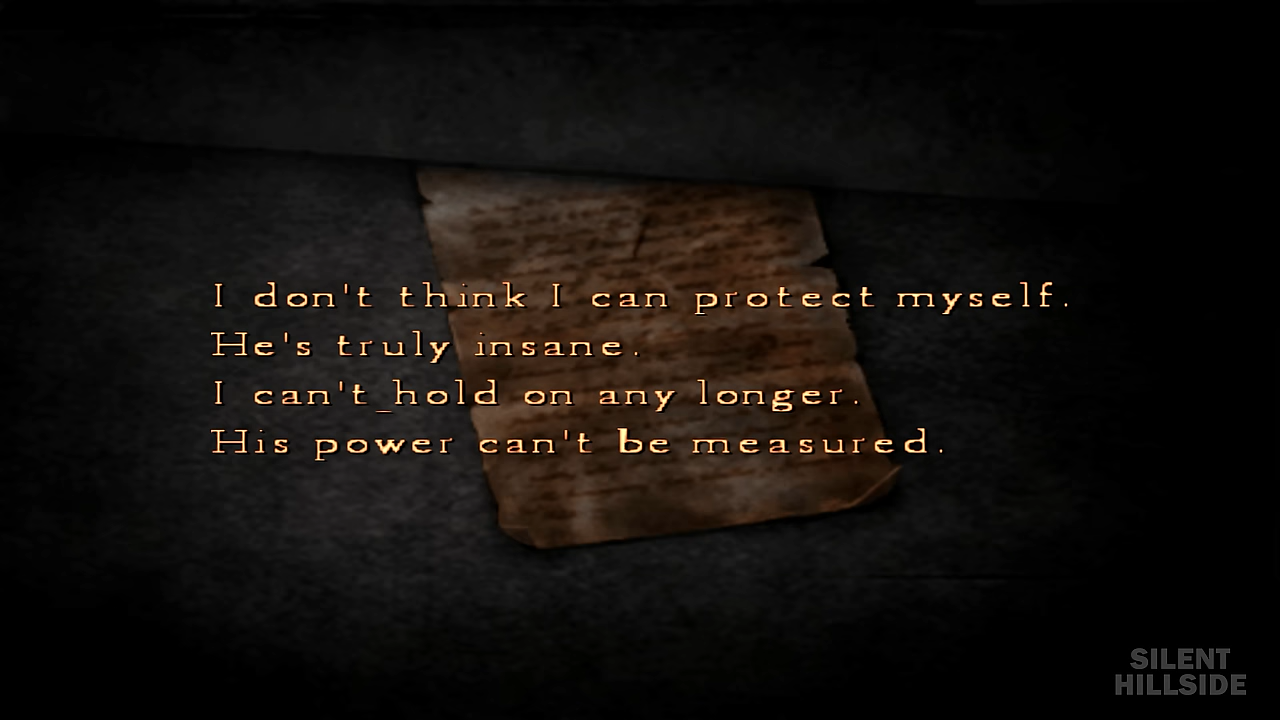 I don't think I can protect myself.
He's truly insane.
I can't hold on any longer.
His power can't be measured.
SILENT
HILLSIDE